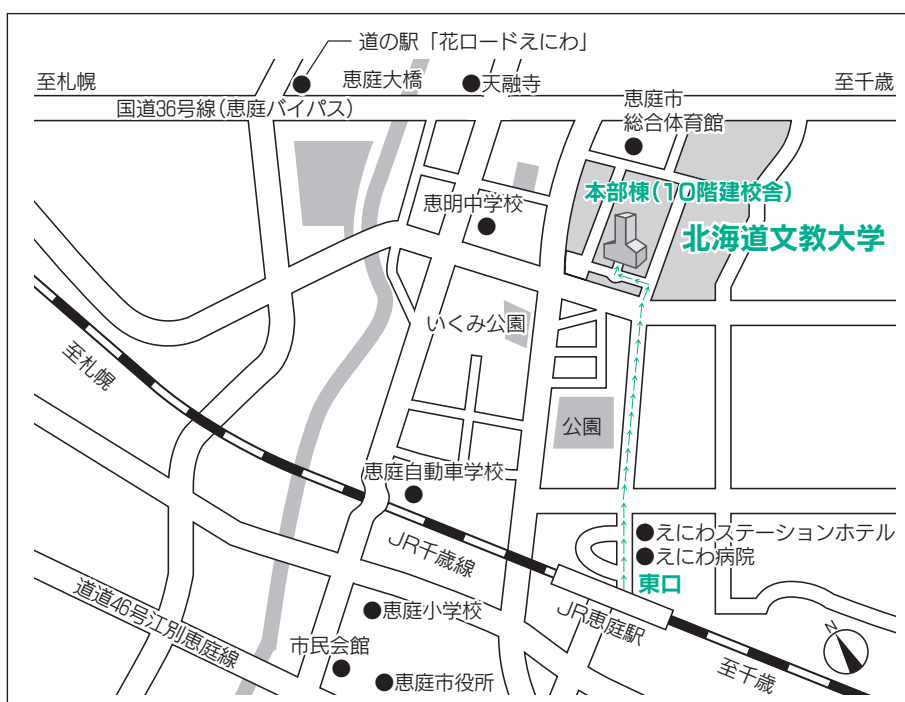 道の駅「花ロードえにわ」
至札幌
恵庭大橋
天融寺
至千歳
国道36号線(恵庭バイパス)
恵庭市
総合体育館
本部棟(10階建校舎)
恵明中学校
北海道文教大学
いくみ公園
至札幌
公園
恵庭自動車学校
えにわステーションホテル
えにわ病院
JR千歳線
東口
道道46号江別恵庭線
恵庭小学校
JR恵庭駅
市民会館
恵庭市役所
至千歳
N